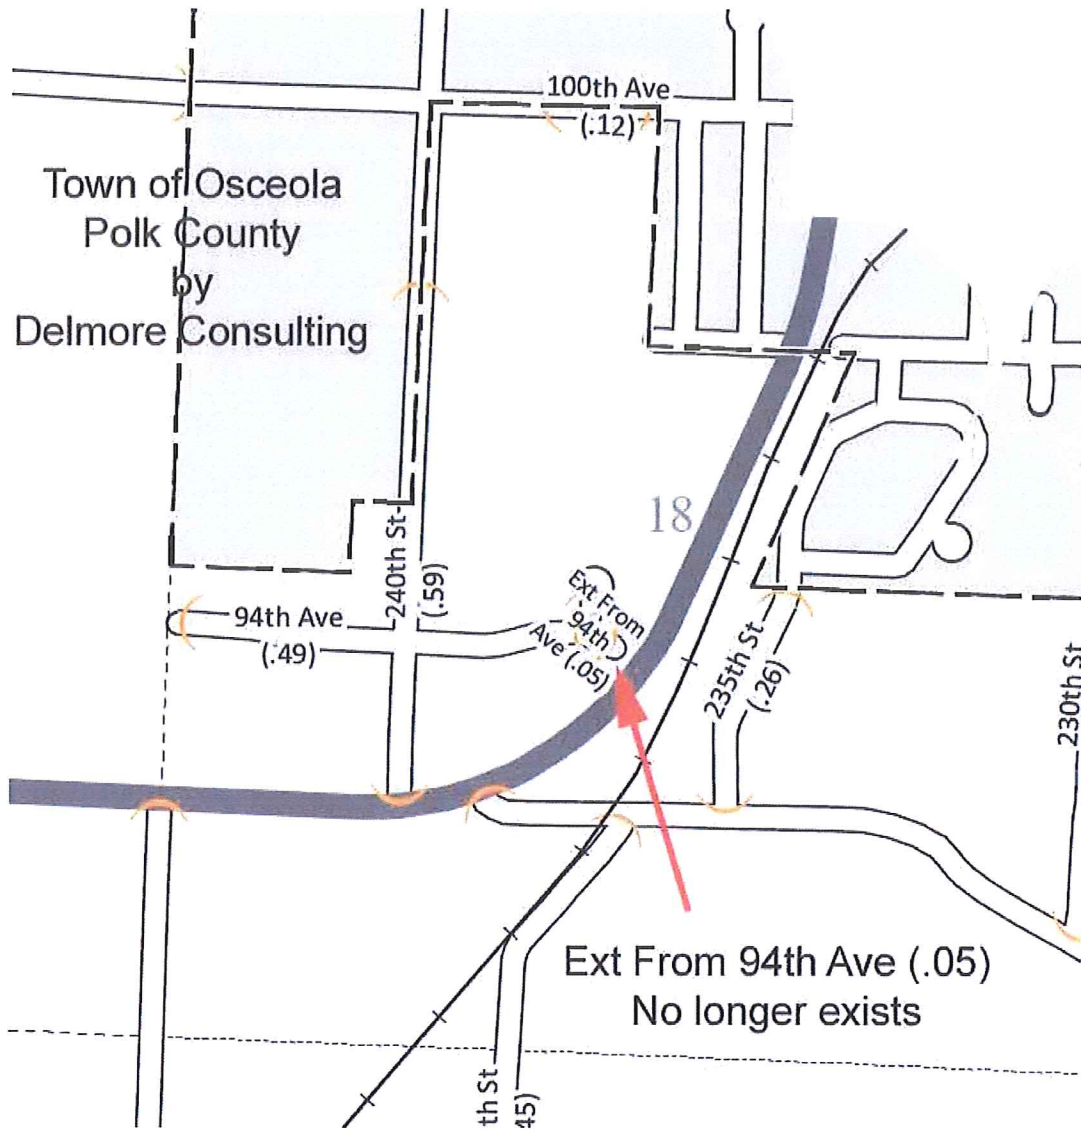 100th Ave
(.12)
Town of Osceola
Polk County
by
Delmore Consulting
18
240th St
(.59)
94th Ave
(.49)
Ext From
94th
Ave (.05)
235th St
(.26)
230th St
Ext From 94th Ave (.05)
No longer exists
th St
45)